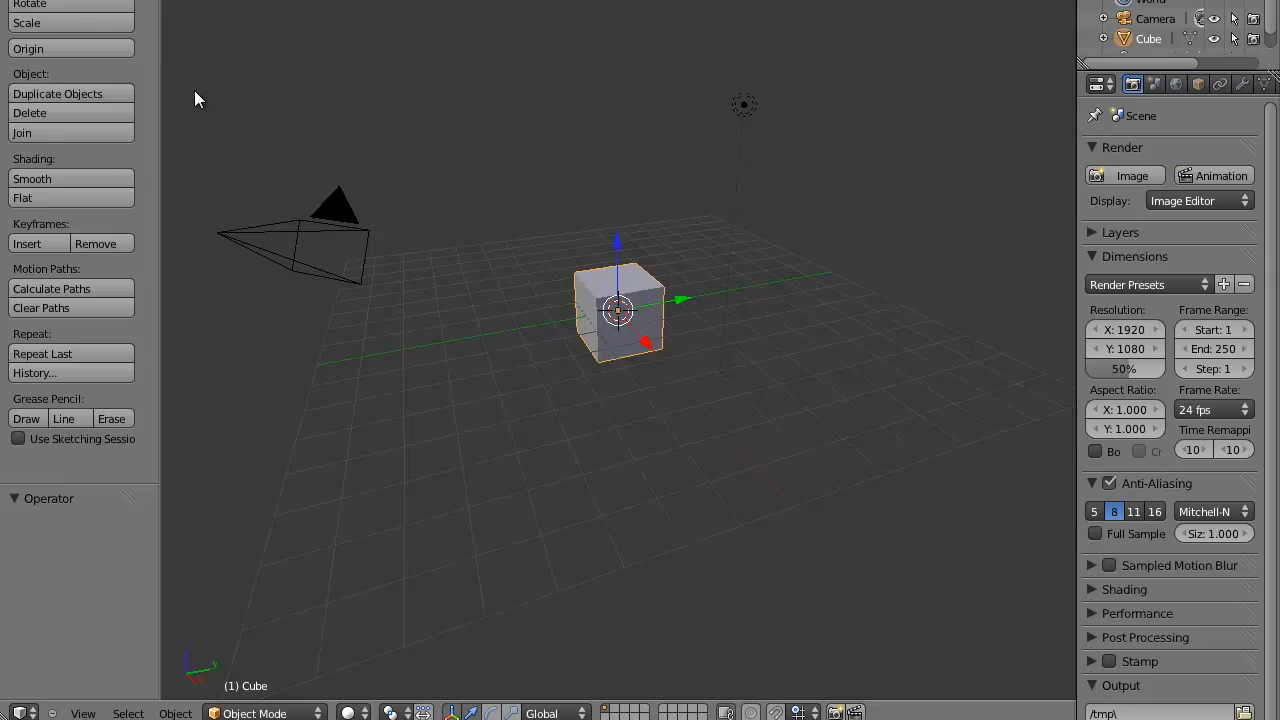 Rotate
Scale
Origin
Object:
Duplicate Objects
Delete
Join
Shading:
Smooth
Flat
Keyframes:
Insert Remove
Motion Paths:
Calculate Paths
Clear Paths
Repeat:
Repeat Last
History...
Grease Pencil:
Draw Line Erase
Use Sketching Sessio
Operator
y
(1) Cube
View Select Object Object Mode Global
World
Camera
Cube
Scene
Render
Image Animation
Display: Image Editor
Layers
Dimensions
Render Presets
Resolution: Frame Range:
X: 1920 Start: 1
Y: 1080 End: 250
50% Step: 1
Aspect Ratio: Frame Rate:
X: 1.000 24 fps
Y: 1.000 Time Remappi
Bo Cr 10 10
Anti-Aliasing
5 8 11 16 Mitchell-N
Full Sample Siz: 1.000
Sampled Motion Blur
Shading
Performance
Post Processing
Stamp
Output
/tmp\